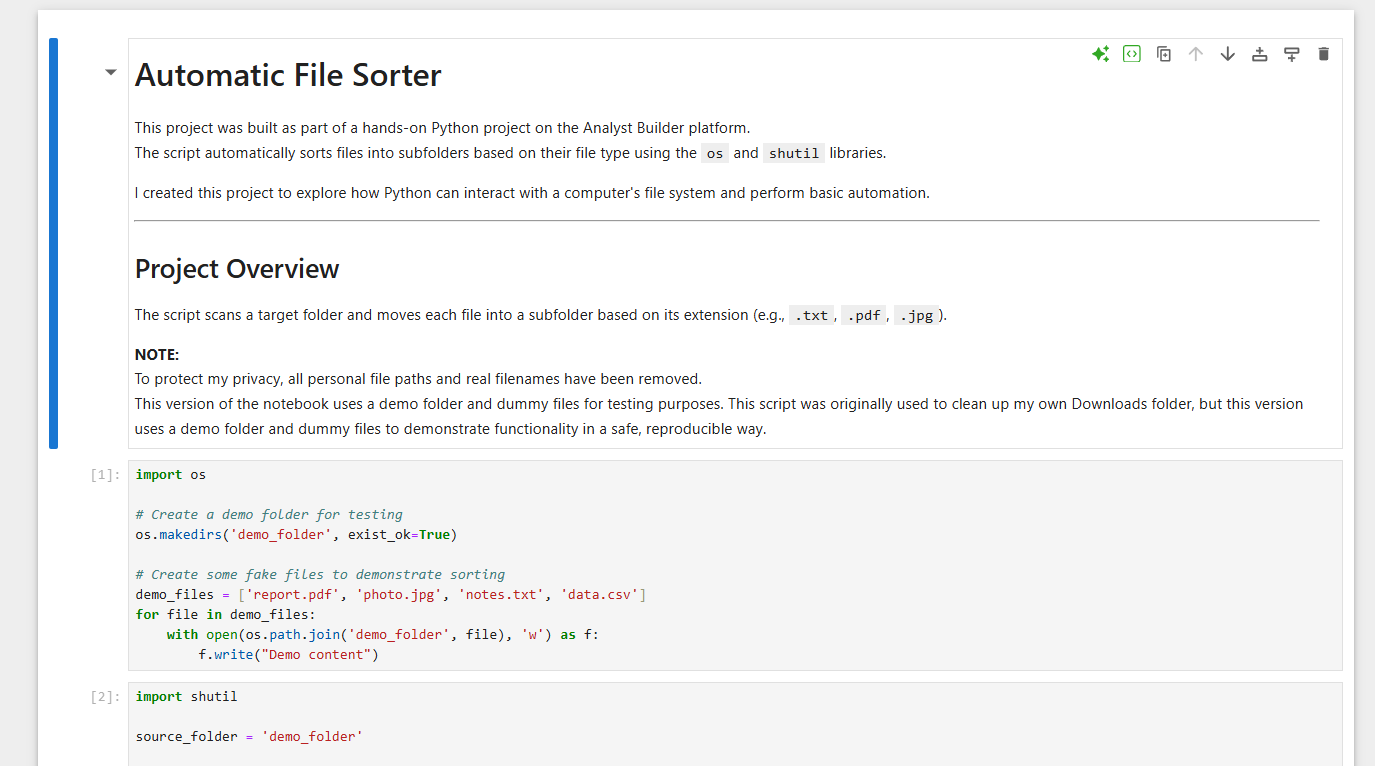 Automatic File Sorter
This project was built as part of a hands-on Python project on the Analyst Builder platform.
The script automatically sorts files into subfolders based on their file type using the os and shutil libraries.
I created this project to explore how Python can interact with a computer's file system and perform basic automation.
Project Overview
The script scans a target folder and moves each file into a subfolder based on its extension (e.g., .txt, .pdf, .jpg).
NOTE:
To protect my privacy, all personal file paths and real filenames have been removed.
This version of the notebook uses a demo folder and dummy files for testing purposes. This script was originally used to clean up my own Downloads folder, but this version
uses a demo folder and dummy files to demonstrate functionality in a safe, reproducible way.
[1]: import os
# Create a demo folder for testing
os.makedirs('demo_folder', exist_ok=True)
# Create some fake files to demonstrate sorting
demo_files = ['report.pdf', 'photo.jpg', 'notes.txt', 'data.csv']
for file in demo_files:
    with open(os.path.join('demo_folder', file), 'w') as f:
        f.write("Demo content")
[2]: import shutil
source_folder = 'demo_folder'